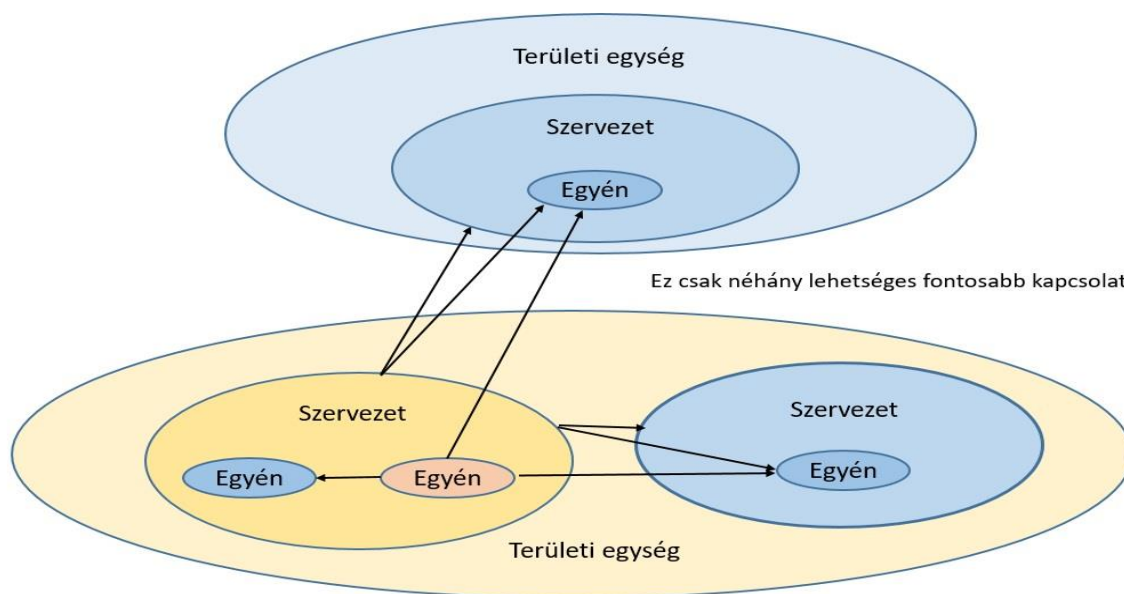 Területi egység
Szervezet
Egyén
Ez csak néhány lehetséges fontosabb kapcsolat
Szervezet
Szervezet
Egyén
Egyén
Egyén
Területi egység